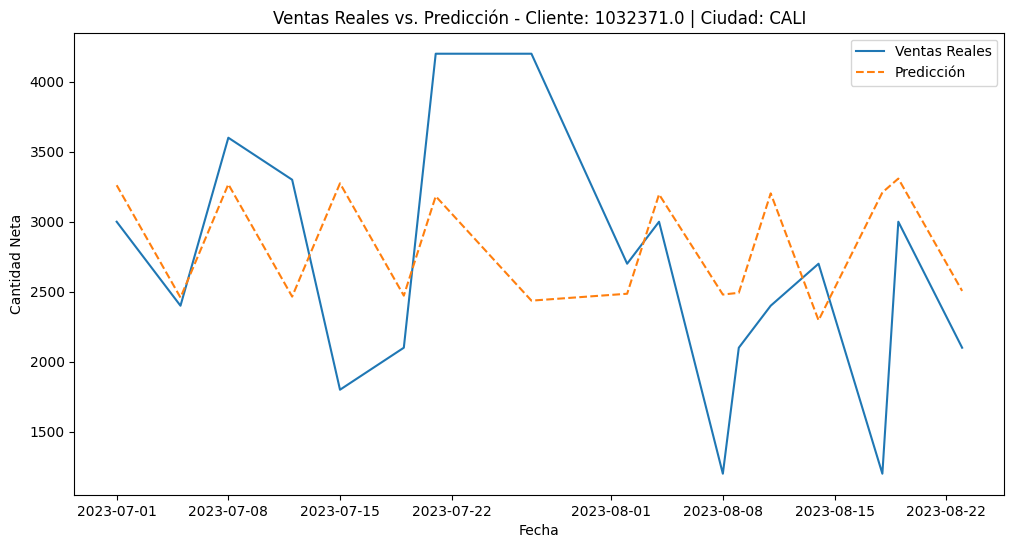 Ventas Reales vs. Predicción - Cliente: 1032371.0 | Ciudad: CALI
Ventas Reales
Predicción
Cantidad Neta
4000
3500
3000
2500
2000
1500
2023-07-01 2023-07-08 2023-07-15 2023-07-22 2023-08-01 2023-08-08 2023-08-15 2023-08-22
Fecha